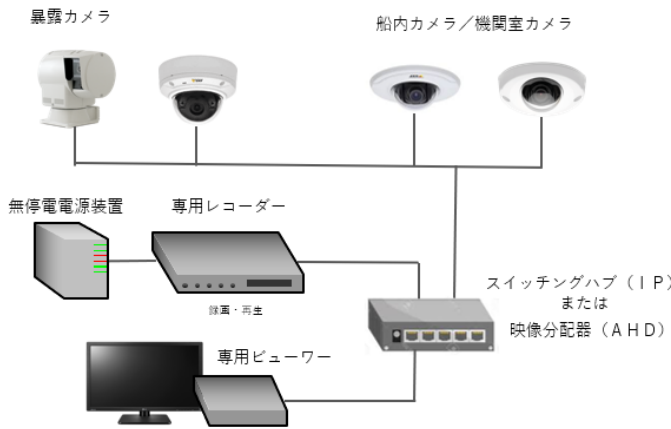 暴露カメラ
船内カメラ／機関室カメラ
無停電電源装置
専用レコーダー
録画・再生
スイッチングハブ（ＩＰ）
または
映像分配器（ＡＨＤ）
専用ビューワー